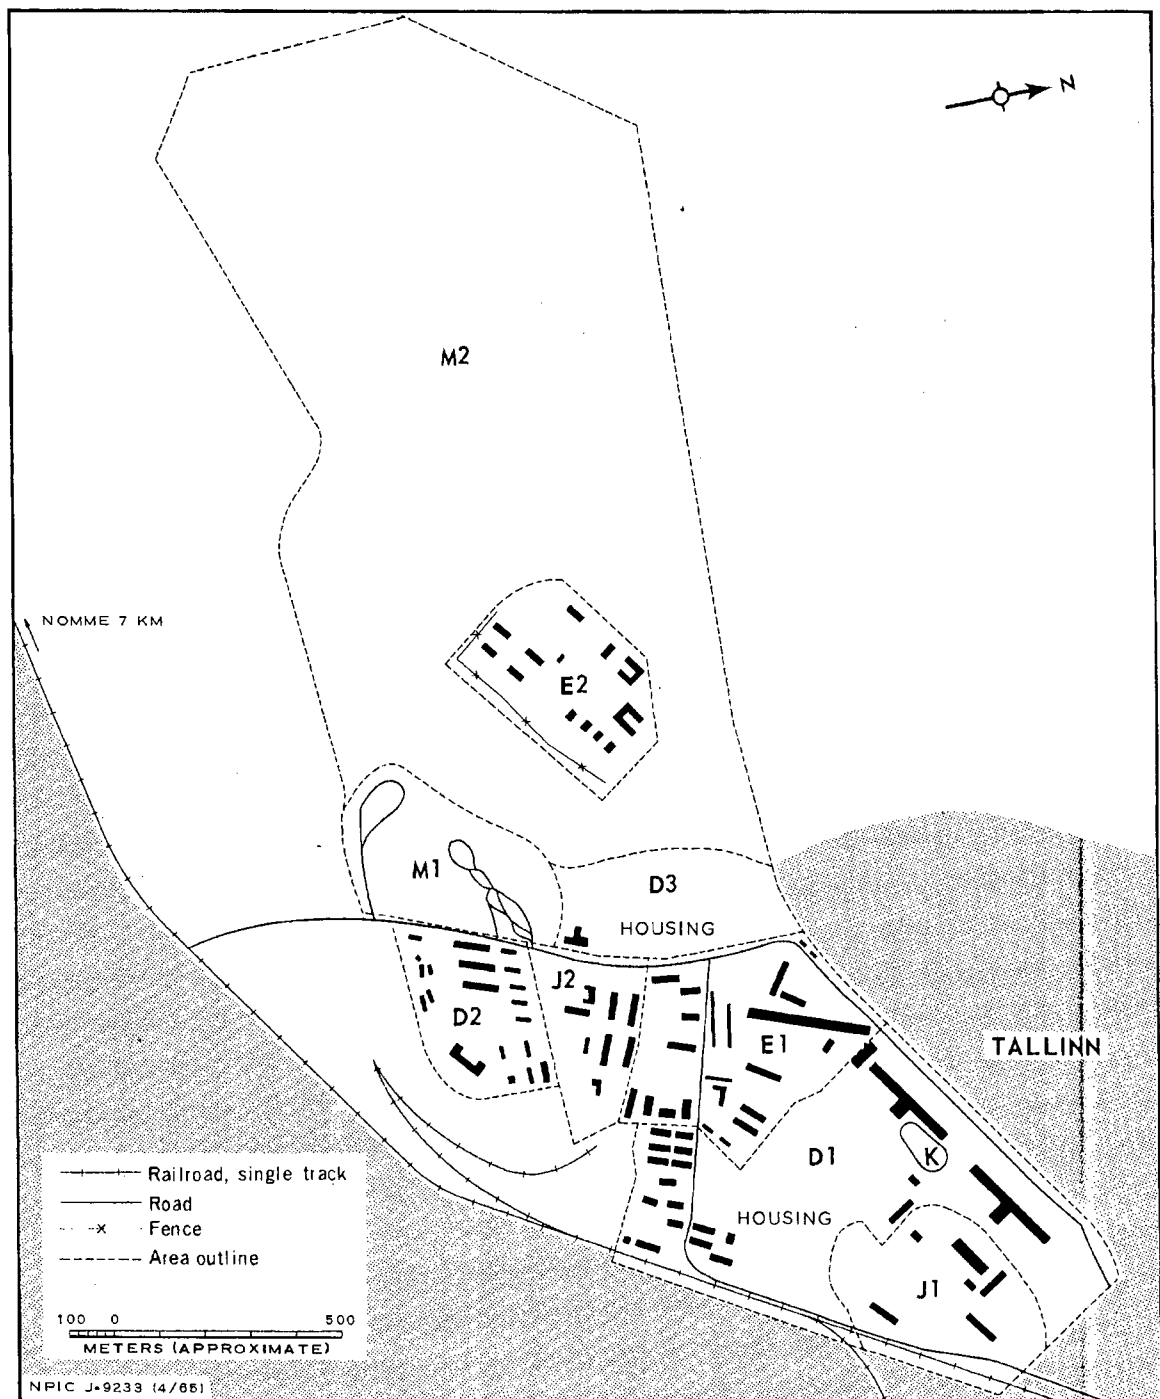 N
M2
NOMME 7 KM
E2
M1
D3
HOUSING
J2
D2
E1
TALLINN
D1
K
HOUSING
J1
Railroad, single track
Road
x Fence
Area outline
100 0 500
METERS (APPROXIMATE)
NPIC J-9233 (4/65)